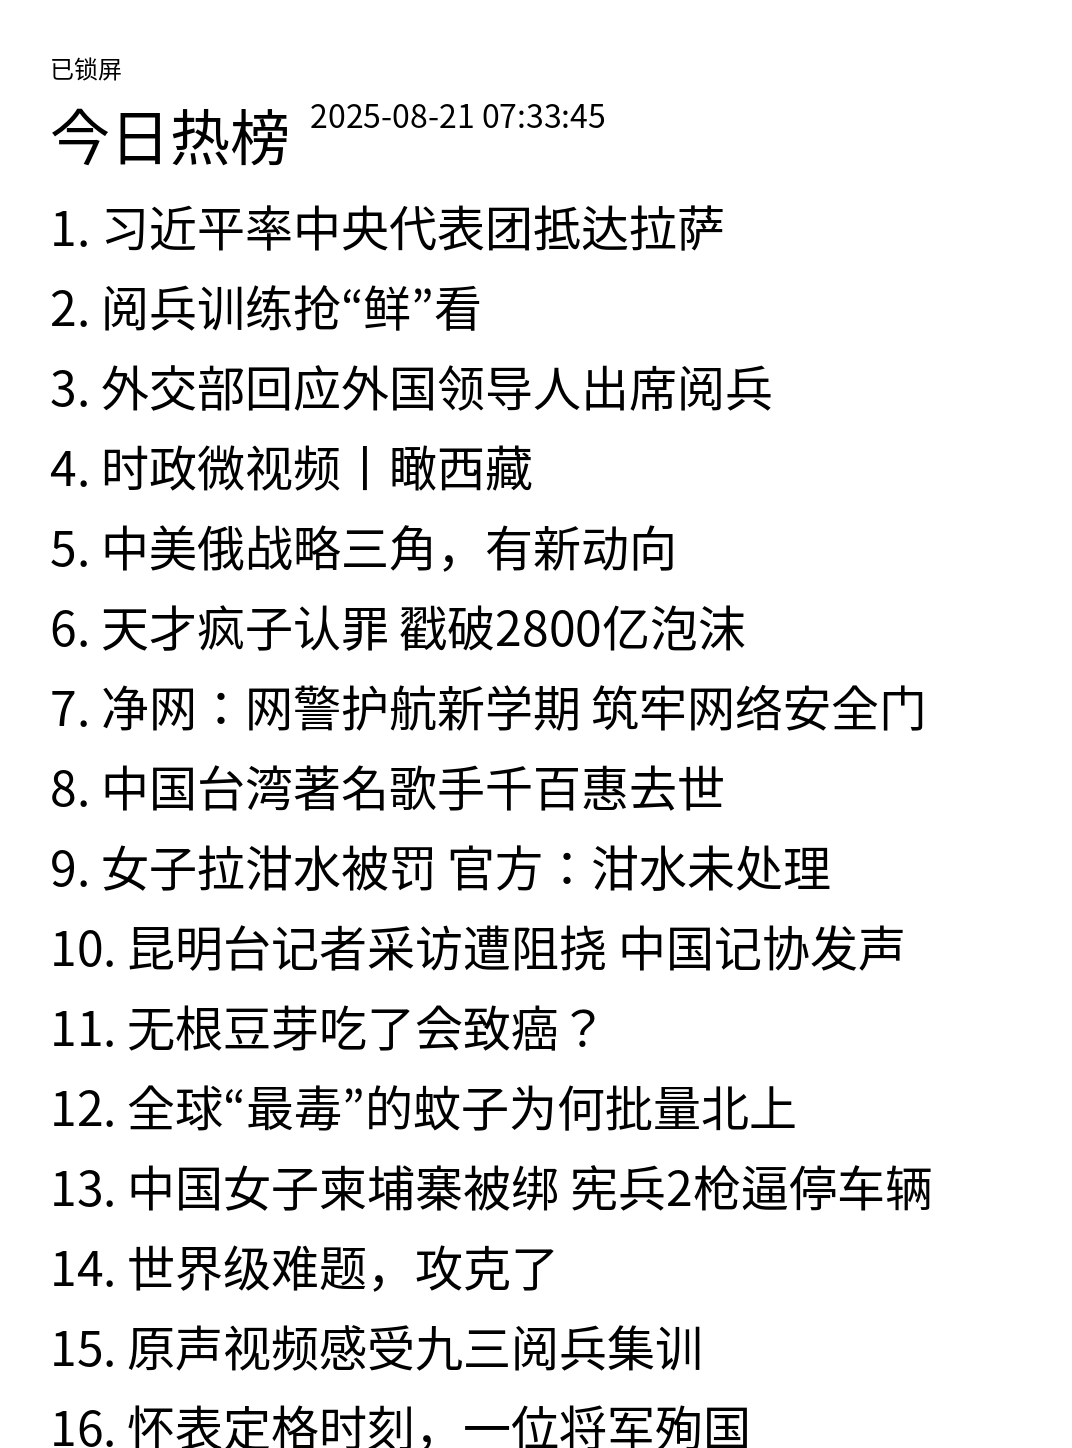 已锁屏
今日热榜 2025-08-21 07:33:45
1. 习近平率中央代表团抵达拉萨
2. 阅兵训练抢“鲜”看
3. 外交部回应外国领导人出席阅兵
4. 时政微视频丨瞰西藏
5. 中美俄战略三角，有新动向
6. 天才疯子认罪 戳破2800亿泡沫
7. 净网：网警护航新学期 筑牢网络安全门
8. 中国台湾著名歌手千百惠去世
9. 女子拉泔水被罚 官方：泔水未处理
10. 昆明台记者采访遭阻挠 中国记协发声
11. 无根豆芽吃了会致癌？
12. 全球“最毒”的蚊子为何批量北上
13. 中国女子柬埔寨被绑 宪兵2枪逼停车辆
14. 世界级难题，攻克了
15. 原声视频感受九三阅兵集训
16. 怀表定格时刻，一位将军殉国